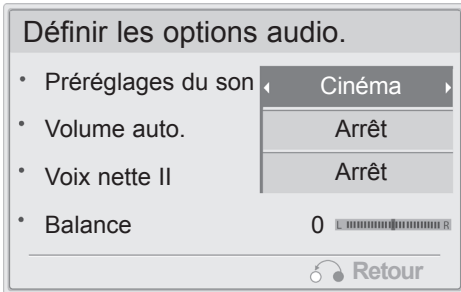 Définir les options audio.
• Préréglages du son Cinéma
• Volume auto. Arrêt
• Voix nette II Arrêt
• Balance 0 L R
Retour